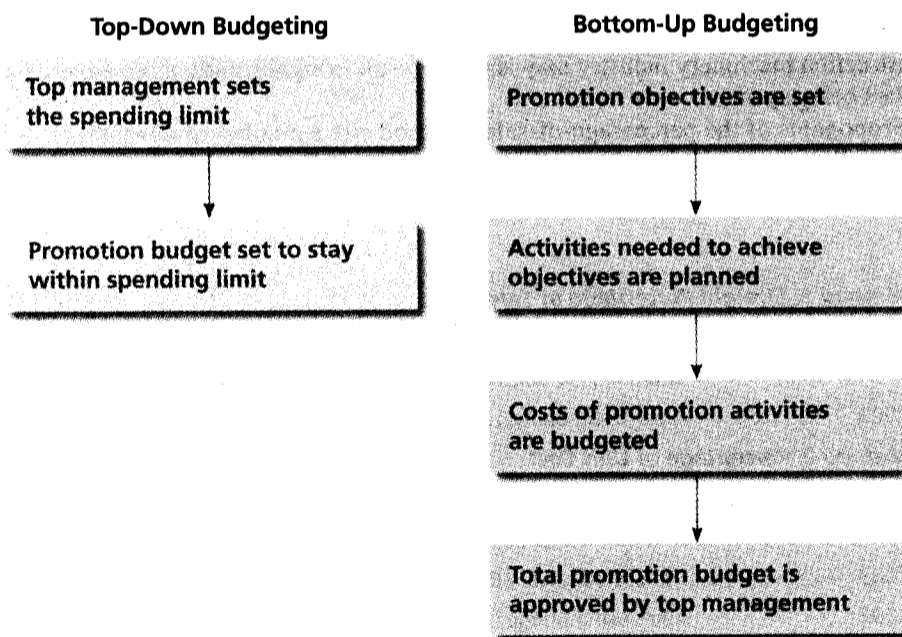 Top-Down Budgeting
Top management sets
the spending limit
Promotion budget set to stay
within spending limit
Bottom-Up Budgeting
Promotion objectives are set
Activities needed to achieve
objectives are planned
Costs of promotion activities
are budgeted
Total promotion budget is
approved by top management